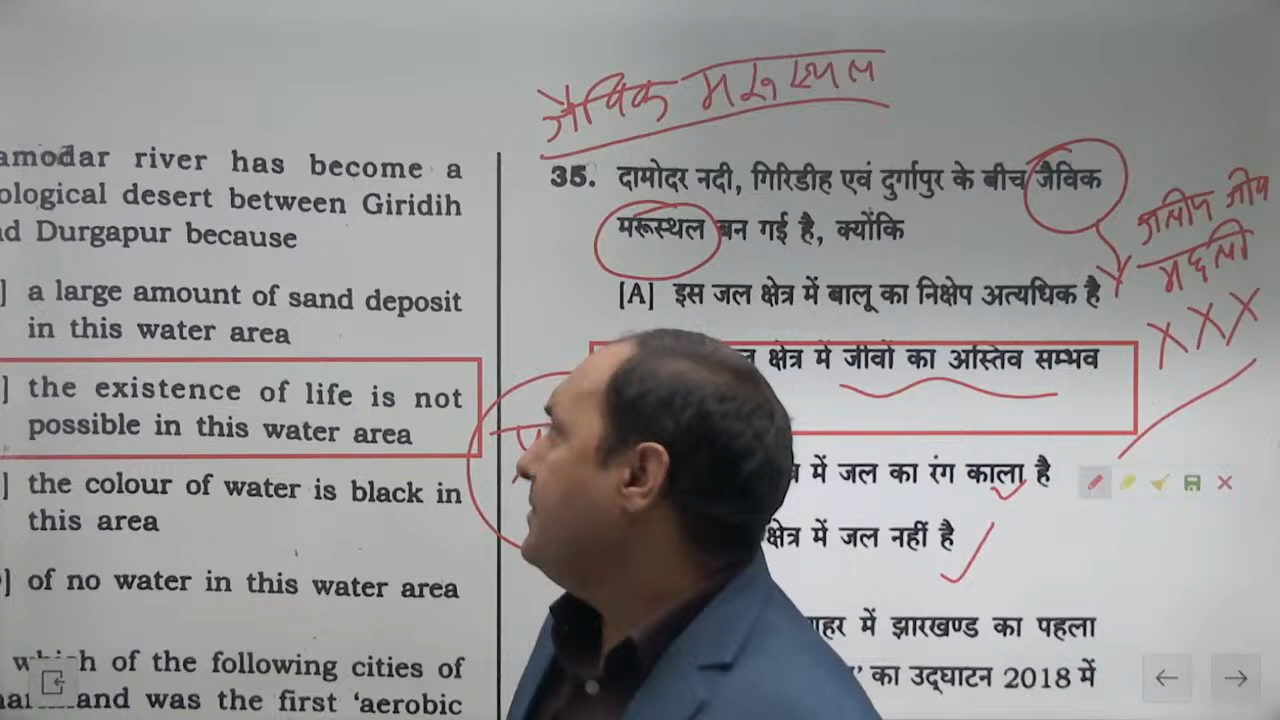 जैविक मरुस्थल
amodar river has become a
ological desert between Giridih
d Durgapur because
] a large amount of sand deposit
in this water area
] the existence of life is not
possible in this water area
] the colour of water is black in
this area
] of no water in this water area
which of the following cities of
and was the first ‘aerobic
35. दामोदर नदी, गिरिडीह एवं दुर्गापुर के बीच जैविक
मरूस्थल बन गई है, क्योंकि
[A] इस जल क्षेत्र में बालू का निक्षेप अत्यधिक है
क्षेत्र में जीवों का अस्तिव सम्भव
में जल का रंग काला है
क्षेत्र में जल नहीं है
में झारखण्ड का पहला
’ का उद्घाटन 2018 में
जलीय जीव
मछली
XXX